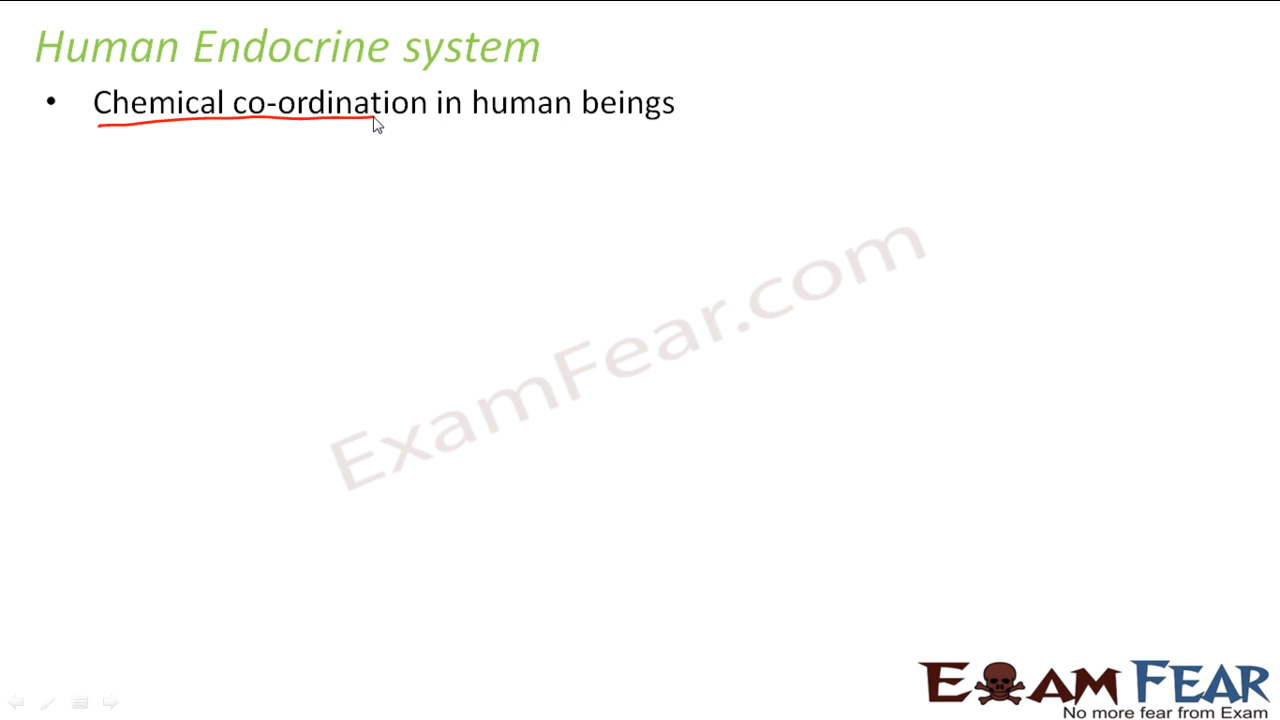 Human Endocrine system
• Chemical co-ordination in human beings
ExamFear.com
EXAM FEAR
No more fear from Exam